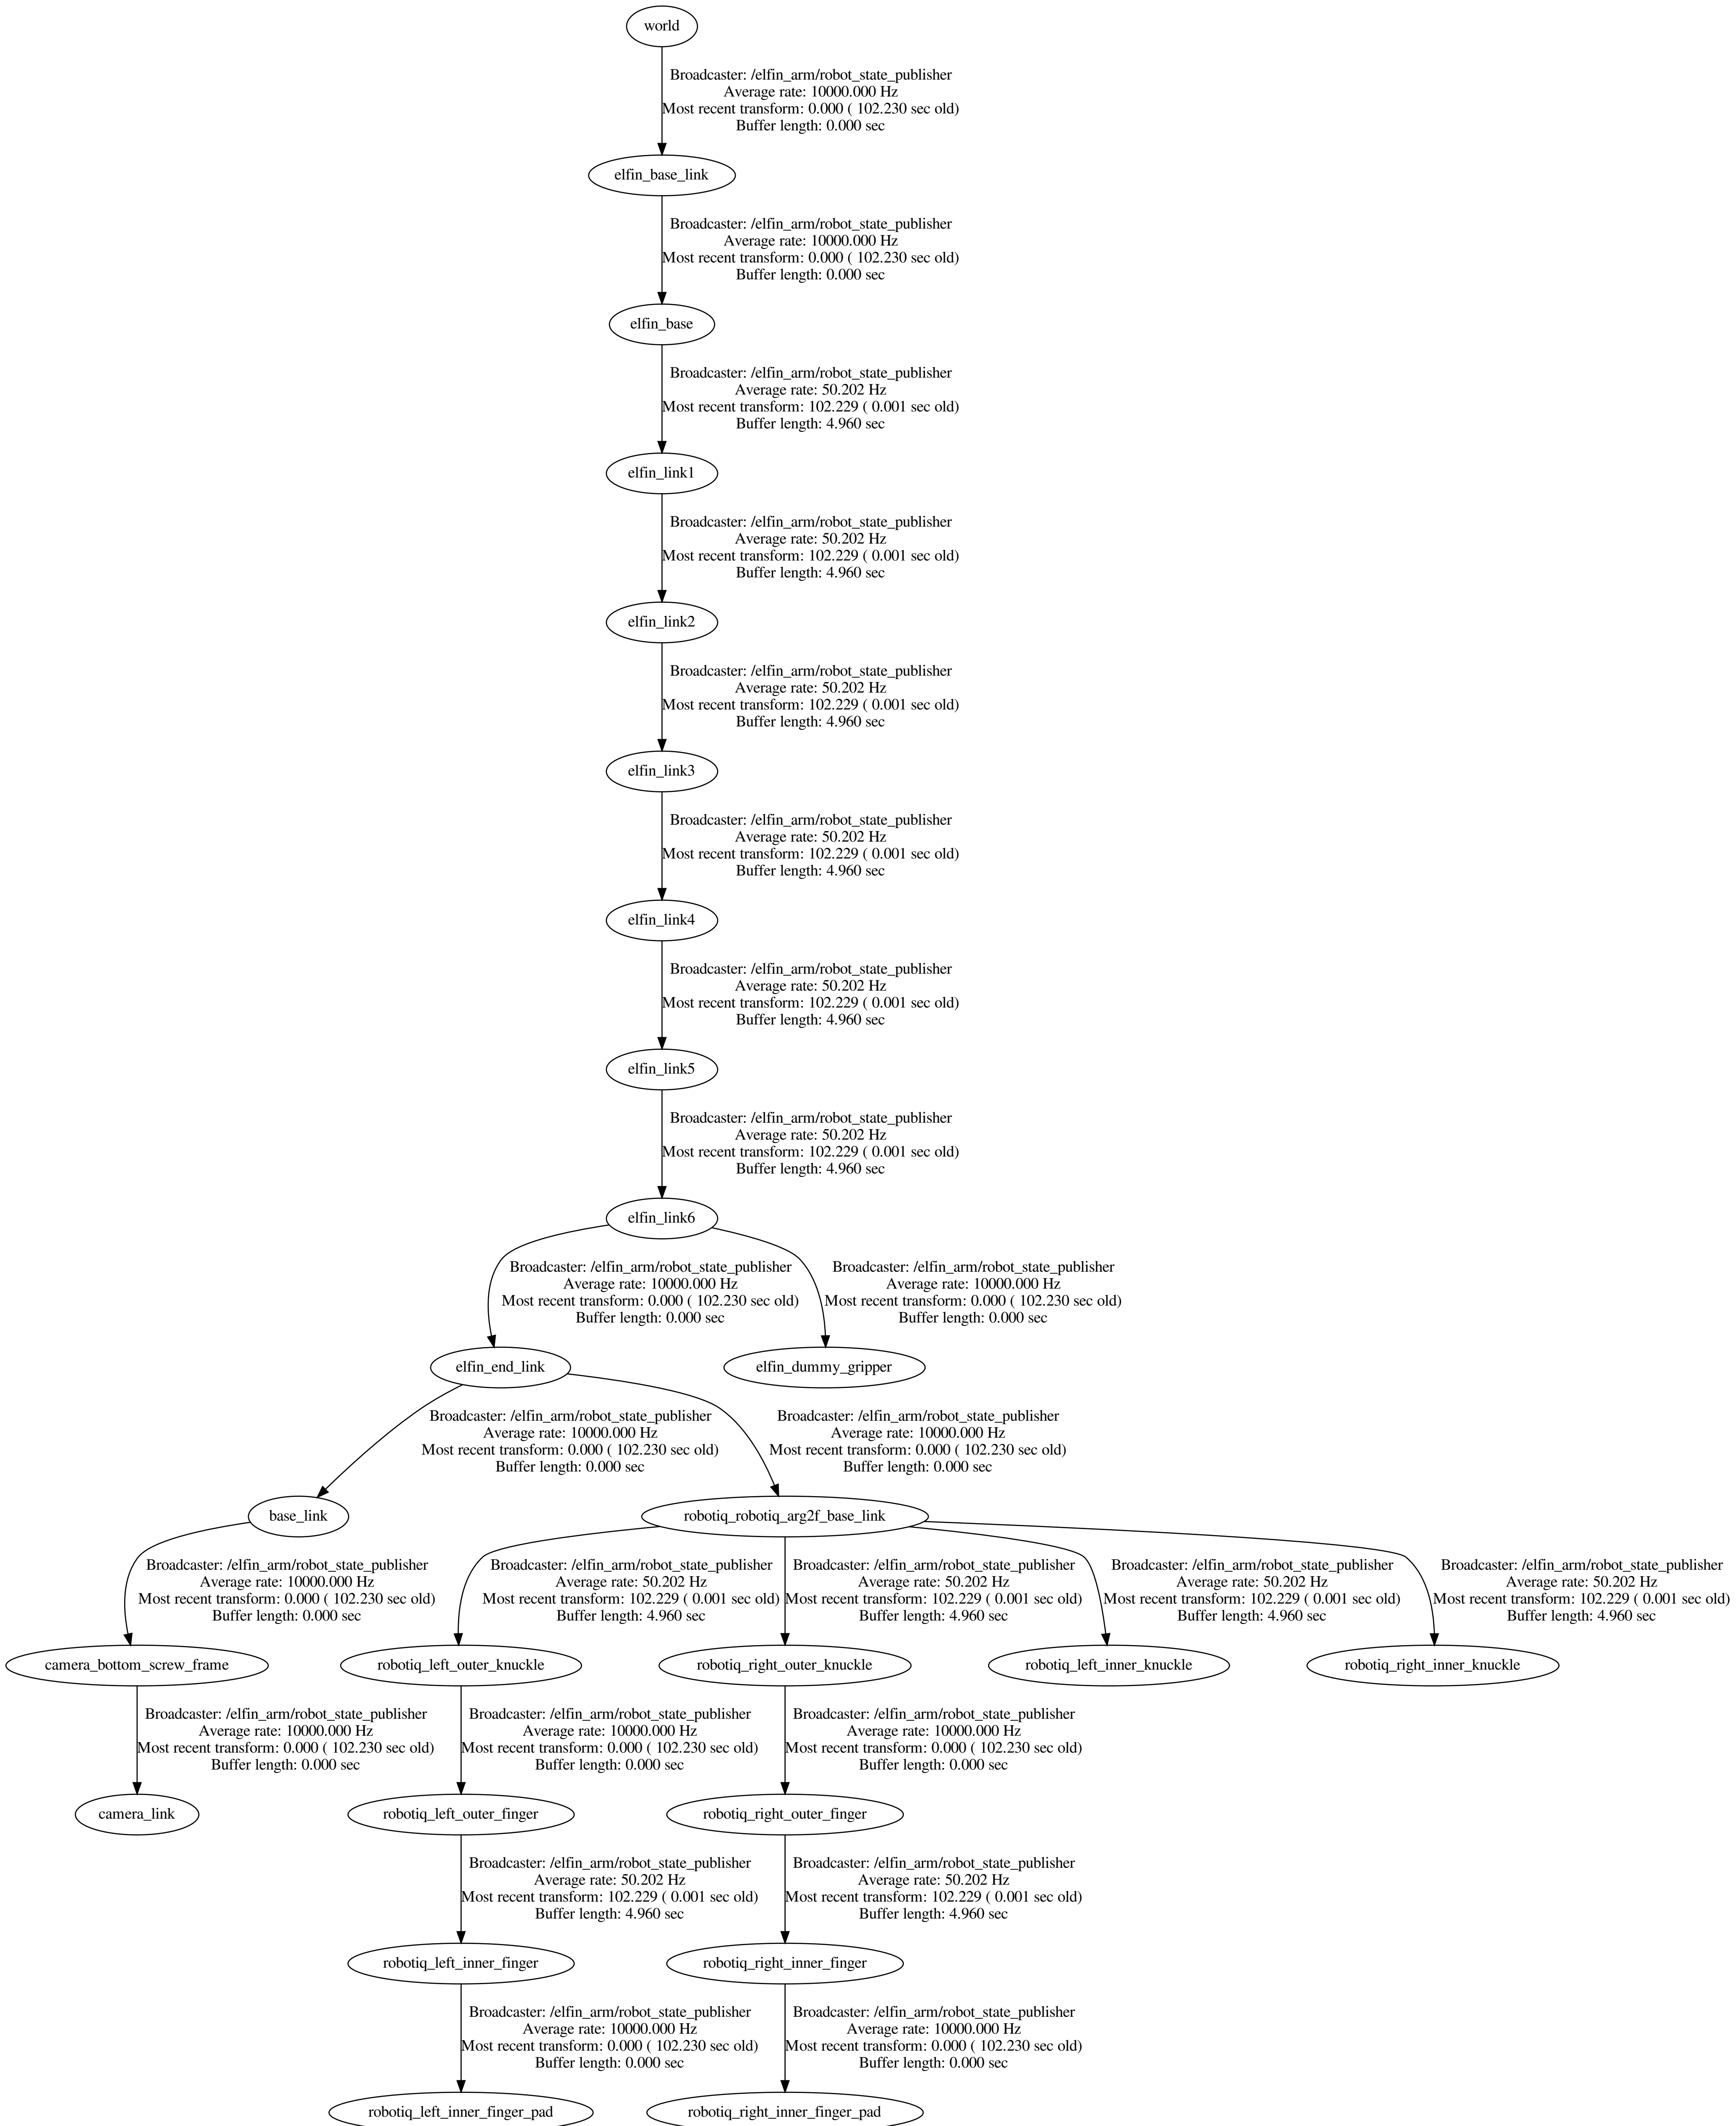 world
Broadcaster: /elfin_arm/robot_state_publisher
Average rate: 10000.000 Hz
Most recent transform: 0.000 ( 102.230 sec old)
Buffer length: 0.000 sec
elfin_base_link
Broadcaster: /elfin_arm/robot_state_publisher
Average rate: 10000.000 Hz
Most recent transform: 0.000 ( 102.230 sec old)
Buffer length: 0.000 sec
elfin_base
Broadcaster: /elfin_arm/robot_state_publisher
Average rate: 50.202 Hz
Most recent transform: 102.229 ( 0.001 sec old)
Buffer length: 4.960 sec
elfin_link1
Broadcaster: /elfin_arm/robot_state_publisher
Average rate: 50.202 Hz
Most recent transform: 102.229 ( 0.001 sec old)
Buffer length: 4.960 sec
elfin_link2
Broadcaster: /elfin_arm/robot_state_publisher
Average rate: 50.202 Hz
Most recent transform: 102.229 ( 0.001 sec old)
Buffer length: 4.960 sec
elfin_link3
Broadcaster: /elfin_arm/robot_state_publisher
Average rate: 50.202 Hz
Most recent transform: 102.229 ( 0.001 sec old)
Buffer length: 4.960 sec
elfin_link4
Broadcaster: /elfin_arm/robot_state_publisher
Average rate: 50.202 Hz
Most recent transform: 102.229 ( 0.001 sec old)
Buffer length: 4.960 sec
elfin_link5
Broadcaster: /elfin_arm/robot_state_publisher
Average rate: 50.202 Hz
Most recent transform: 102.229 ( 0.001 sec old)
Buffer length: 4.960 sec
elfin_link6
Broadcaster: /elfin_arm/robot_state_publisher
Average rate: 10000.000 Hz
Most recent transform: 0.000 ( 102.230 sec old)
Buffer length: 0.000 sec
Broadcaster: /elfin_arm/robot_state_publisher
Average rate: 10000.000 Hz
Most recent transform: 0.000 ( 102.230 sec old)
Buffer length: 0.000 sec
elfin_end_link
elfin_dummy_gripper
Broadcaster: /elfin_arm/robot_state_publisher
Average rate: 10000.000 Hz
Most recent transform: 0.000 ( 102.230 sec old)
Buffer length: 0.000 sec
Broadcaster: /elfin_arm/robot_state_publisher
Average rate: 10000.000 Hz
Most recent transform: 0.000 ( 102.230 sec old)
Buffer length: 0.000 sec
base_link
robotiq_robotiq_arg2f_base_link
Broadcaster: /elfin_arm/robot_state_publisher
Average rate: 10000.000 Hz
Most recent transform: 0.000 ( 102.230 sec old)
Buffer length: 0.000 sec
Broadcaster: /elfin_arm/robot_state_publisher
Average rate: 50.202 Hz
Most recent transform: 102.229 ( 0.001 sec old)
Buffer length: 4.960 sec
Broadcaster: /elfin_arm/robot_state_publisher
Average rate: 50.202 Hz
Most recent transform: 102.229 ( 0.001 sec old)
Buffer length: 4.960 sec
Broadcaster: /elfin_arm/robot_state_publisher
Average rate: 50.202 Hz
Most recent transform: 102.229 ( 0.001 sec old)
Buffer length: 4.960 sec
Broadcaster: /elfin_arm/robot_state_publisher
Average rate: 50.202 Hz
Most recent transform: 102.229 ( 0.001 sec old)
Buffer length: 4.960 sec
camera_bottom_screw_frame
robotiq_left_outer_knuckle
robotiq_right_outer_knuckle
robotiq_left_inner_knuckle
robotiq_right_inner_knuckle
Broadcaster: /elfin_arm/robot_state_publisher
Average rate: 10000.000 Hz
Most recent transform: 0.000 ( 102.230 sec old)
Buffer length: 0.000 sec
Broadcaster: /elfin_arm/robot_state_publisher
Average rate: 10000.000 Hz
Most recent transform: 0.000 ( 102.230 sec old)
Buffer length: 0.000 sec
Broadcaster: /elfin_arm/robot_state_publisher
Average rate: 10000.000 Hz
Most recent transform: 0.000 ( 102.230 sec old)
Buffer length: 0.000 sec
camera_link
robotiq_left_outer_finger
robotiq_right_outer_finger
Broadcaster: /elfin_arm/robot_state_publisher
Average rate: 50.202 Hz
Most recent transform: 102.229 ( 0.001 sec old)
Buffer length: 4.960 sec
Broadcaster: /elfin_arm/robot_state_publisher
Average rate: 50.202 Hz
Most recent transform: 102.229 ( 0.001 sec old)
Buffer length: 4.960 sec
robotiq_left_inner_finger
robotiq_right_inner_finger
Broadcaster: /elfin_arm/robot_state_publisher
Average rate: 10000.000 Hz
Most recent transform: 0.000 ( 102.230 sec old)
Buffer length: 0.000 sec
Broadcaster: /elfin_arm/robot_state_publisher
Average rate: 10000.000 Hz
Most recent transform: 0.000 ( 102.230 sec old)
Buffer length: 0.000 sec
robotiq_left_inner_finger_pad
robotiq_right_inner_finger_pad